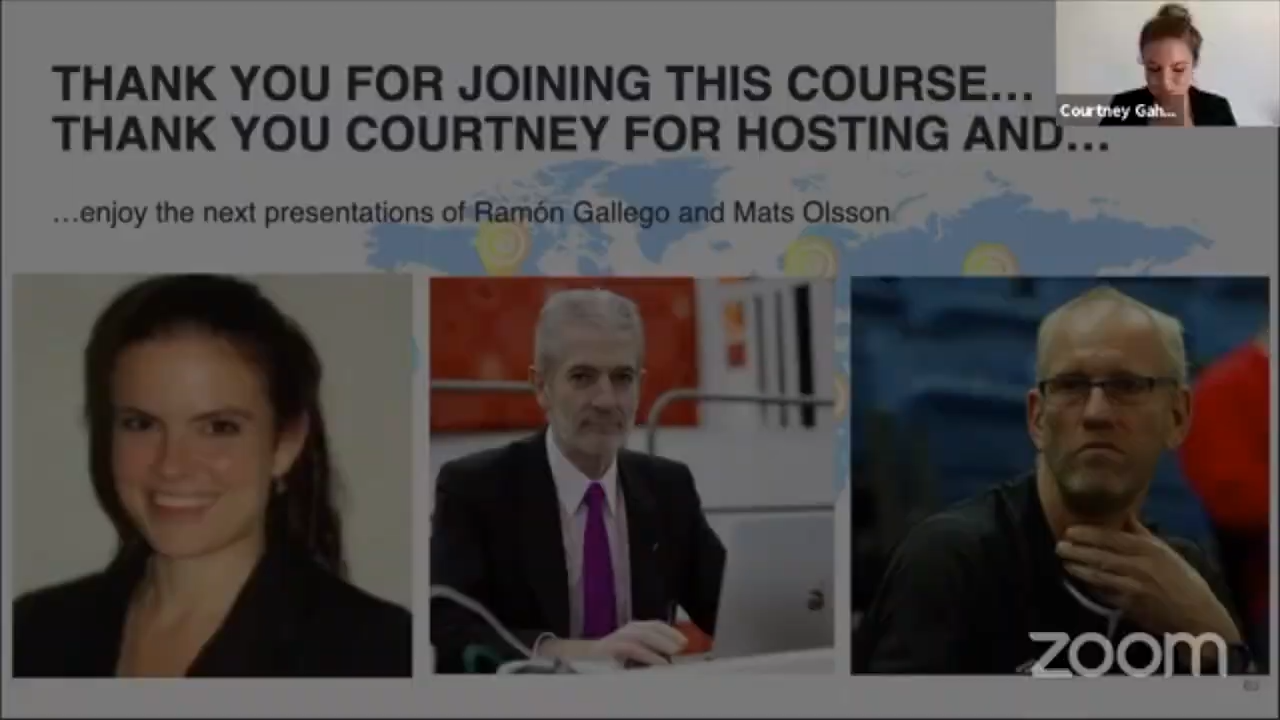 THANK YOU FOR JOINING THIS COURSE...
THANK YOU COURTNEY FOR HOSTING AND...
Courtney Gah...
...enjoy the next presentations of Ramón Gallego and Mats Olsson
zoom